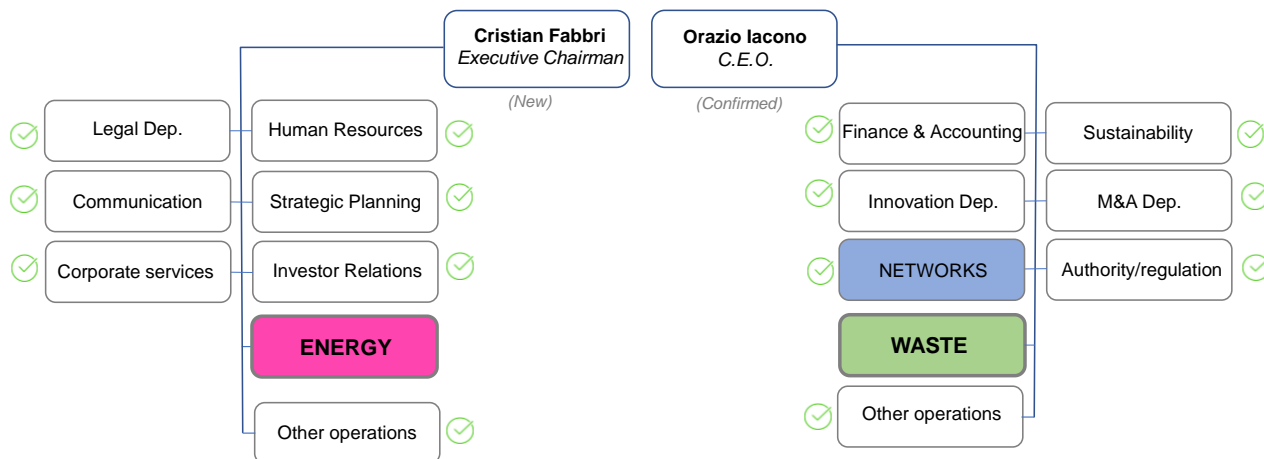 Cristian Fabbri
Executive Chairman
(New)
Orazio Iacono
C.E.O.
(Confirmed)
Legal Dep.
Human Resources
Communication
Strategic Planning
Corporate services
Investor Relations
ENERGY
Other operations
Finance & Accounting
Sustainability
Innovation Dep.
M&A Dep.
NETWORKS
Authority/regulation
WASTE
Other operations